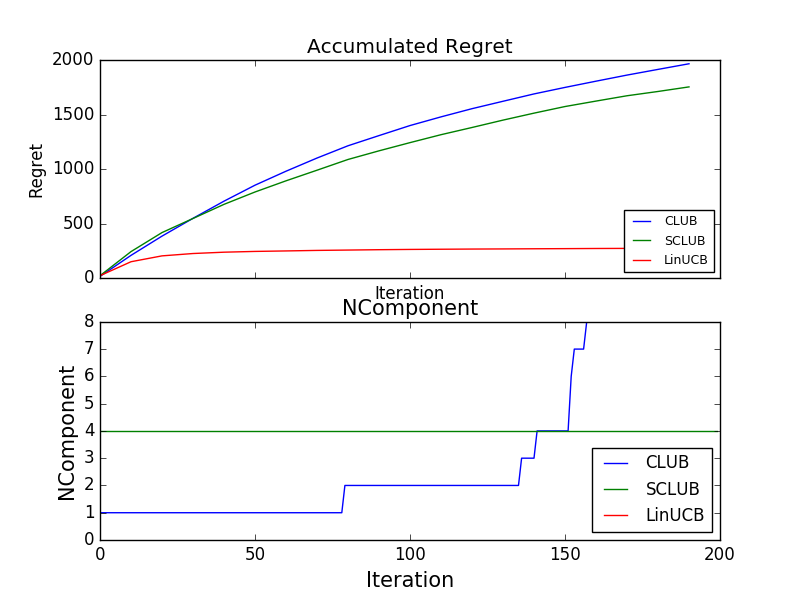 Accumulated Regret
2000
1500
1000
500
0
Regret
CLUB
SCLUB
LinUCB
Iteration
NComponent
8
7
6
5
4
3
2
1
0
NComponent
CLUB
SCLUB
LinUCB
0 50 100 150 200
Iteration